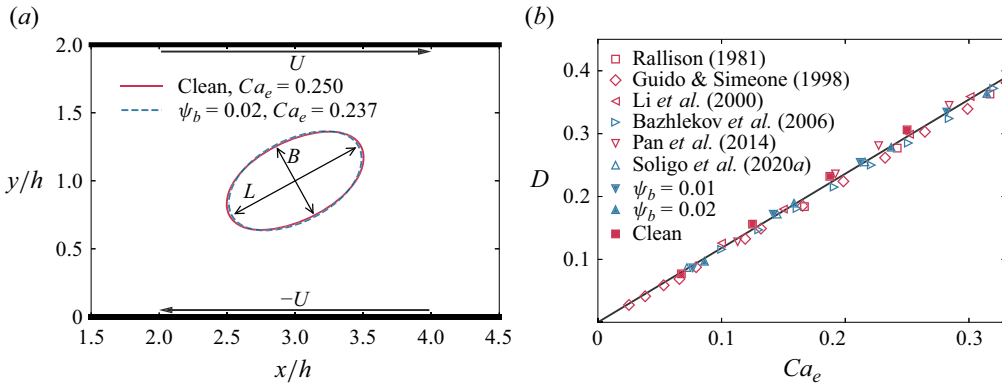 (a)
2.0
1.5
1.0
0.5
0
y/h
U
Clean, Ca_e = 0.250
ψ_b = 0.02, Ca_e = 0.237
B
L
−U
1.5 2.0 2.5 3.0 3.5 4.0 4.5
x/h
(b)
0.4
0.3
0.2
0.1
D
Rallison (1981)
Guido & Simeone (1998)
Li et al. (2000)
Bazhlekov et al. (2006)
Pan et al. (2014)
Soligo et al. (2020a)
ψ_b = 0.01
ψ_b = 0.02
Clean
0 0.1 0.2 0.3
Ca_e